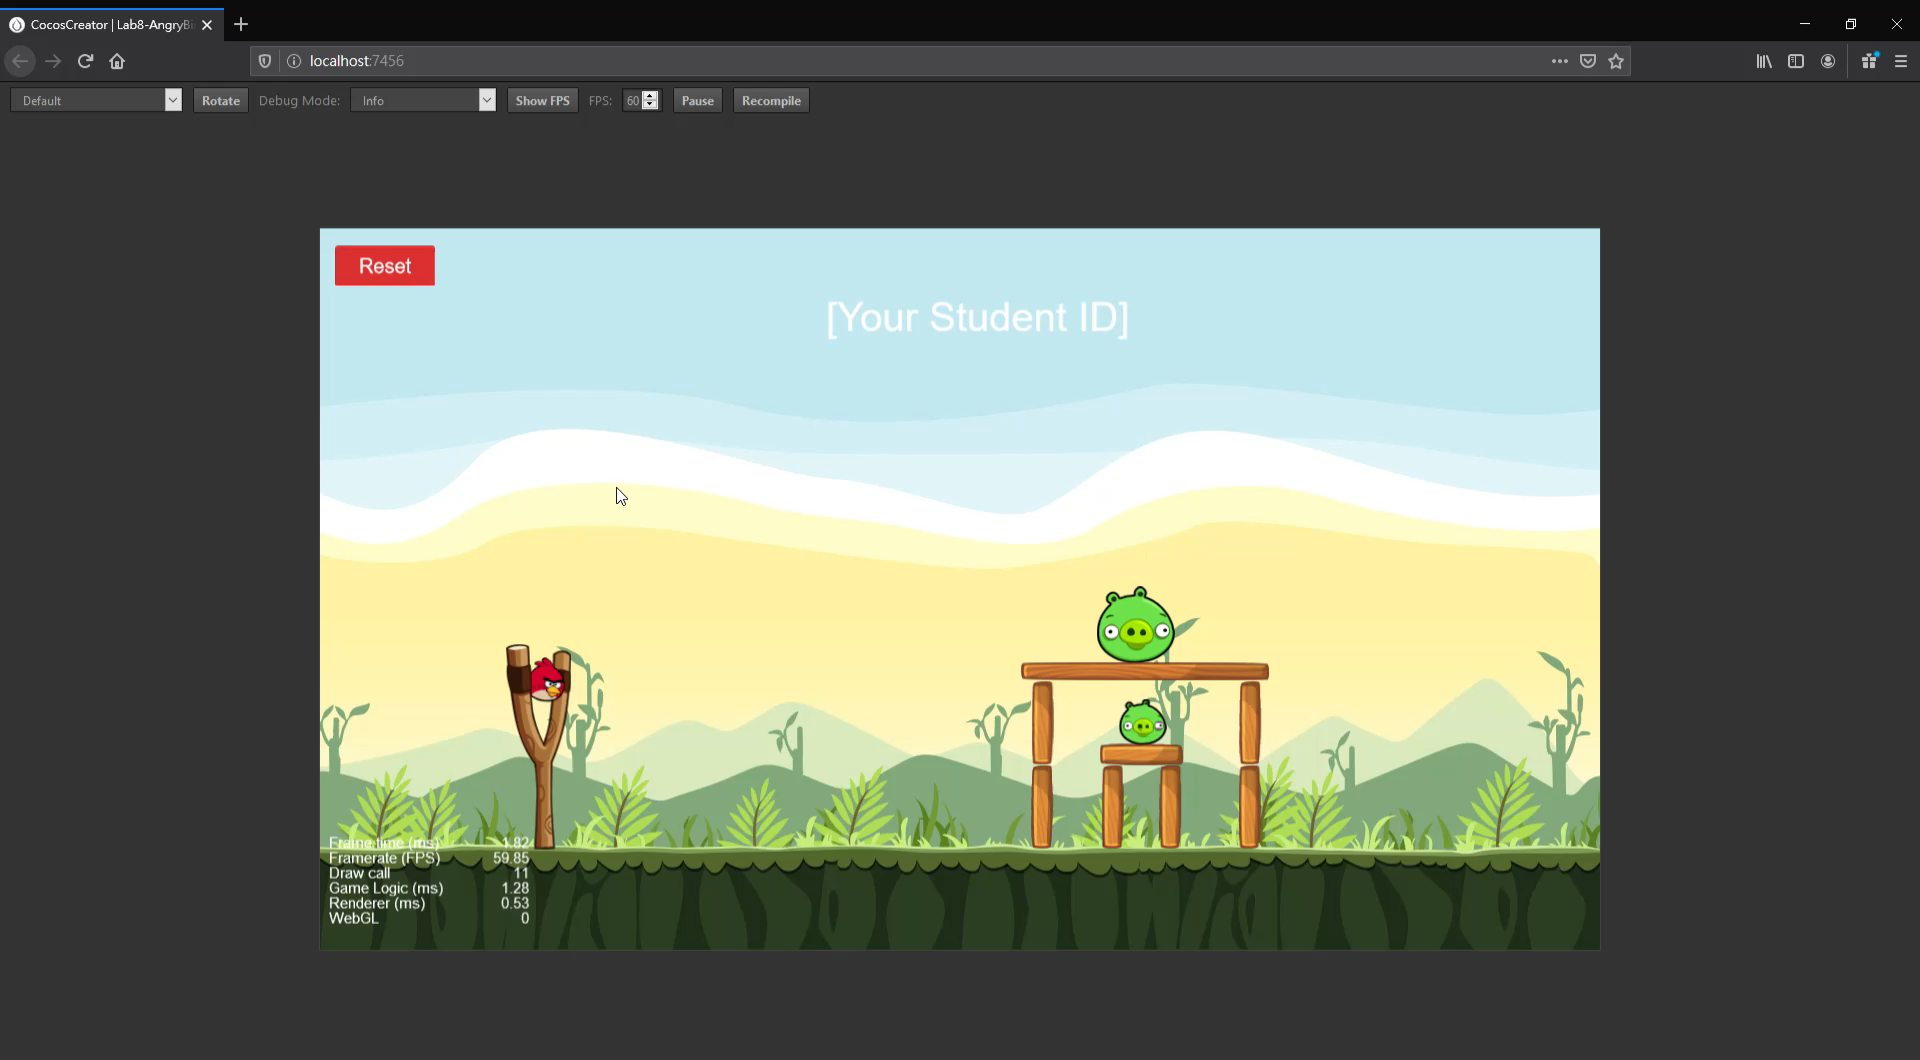 CocosCreator | Lab8-AngryBi
localhost:7456
Default Rotate Debug Mode: Info Show FPS FPS: 60 Pause Recompile
Reset
[Your Student ID]
Frame time (ms) 1.82
Framerate (FPS) 59.85
Draw call 11
Game Logic (ms) 1.28
Renderer (ms) 0.53
WebGL 0